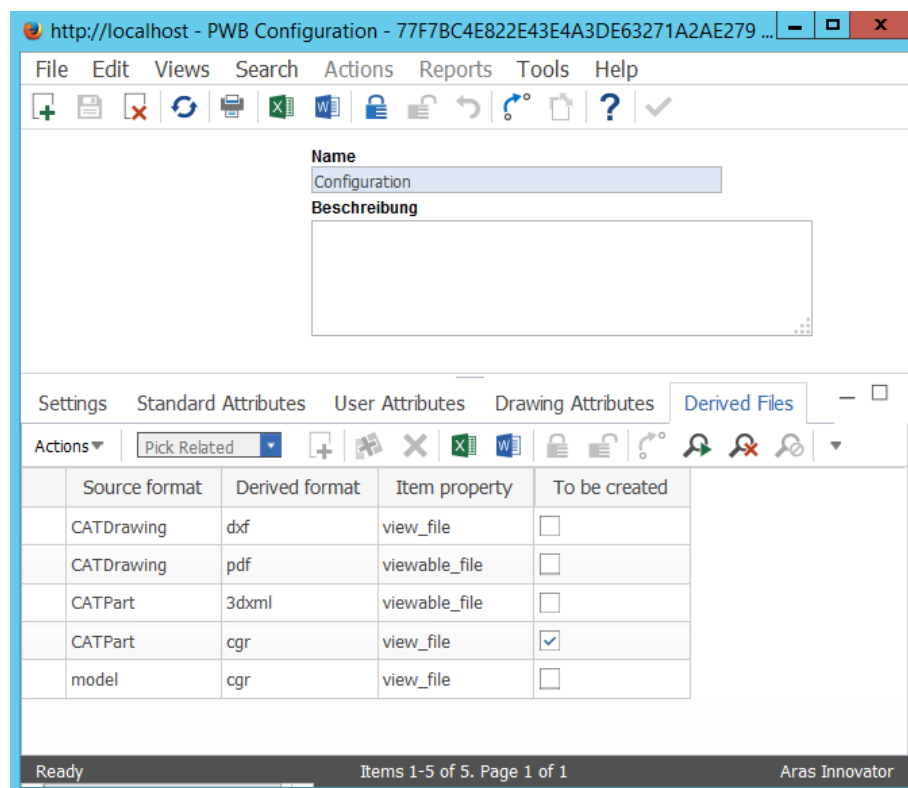 http://localhost - PWB Configuration - 77F7BC4E822E43E4A3DE63271A2AE279 ...
File Edit Views Search Actions Reports Tools Help
Name
Configuration
Beschreibung
Settings Standard Attributes User Attributes Drawing Attributes Derived Files
Actions Pick Related
Source format Derived format Item property To be created
CATDrawing dxf view_file
CATDrawing pdf viewable_file
CATPart 3dxml viewable_file
CATPart cgr view_file
model cgr view_file
Ready Items 1-5 of 5. Page 1 of 1 Aras Innovator